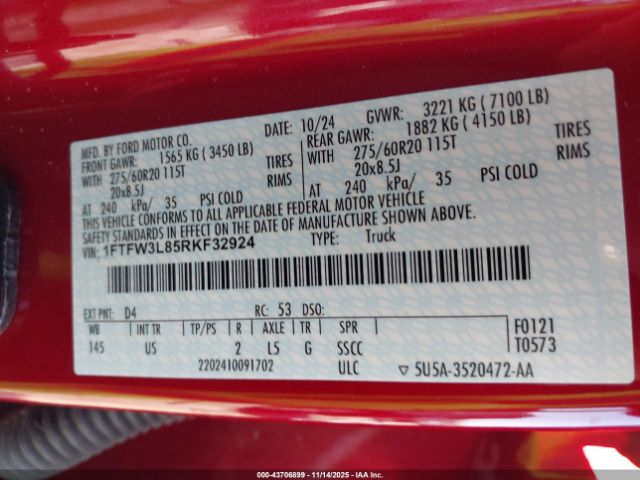 MFD. BY FORD MOTOR CO.
DATE: 10/24 GVWR: 3221 KG ( 7100 LB)
FRONT GAWR: 1565 KG (3450 LB)
REAR GAWR: 1882 KG ( 4150 LB)
WITH 275/60R20 115T TIRES
WITH 275/60R20 115T TIRES
20x8.5J RIMS
20x8.5J RIMS
AT 240 kPa/ 35 PSI COLD
AT 240 kPa/ 35 PSI COLD
THIS VEHICLE CONFORMS TO ALL APPLICABLE FEDERAL MOTOR VEHICLE
SAFETY STANDARDS IN EFFECT ON THE DATE OF MANUFACTURE SHOWN ABOVE.
VIN: 1FTFW3L85RKF32924 TYPE: Truck
EXT PNT: D4 RC: 53 DSO:
WB INT TR TP/PS R AXLE TR SPR
145 US 2 L5 G SSCC
F0121
T0573
2202410091702 ULC ▽ 5U5A-3520472-AA
00-43706899 - 11/14/2025 - IAA Inc.